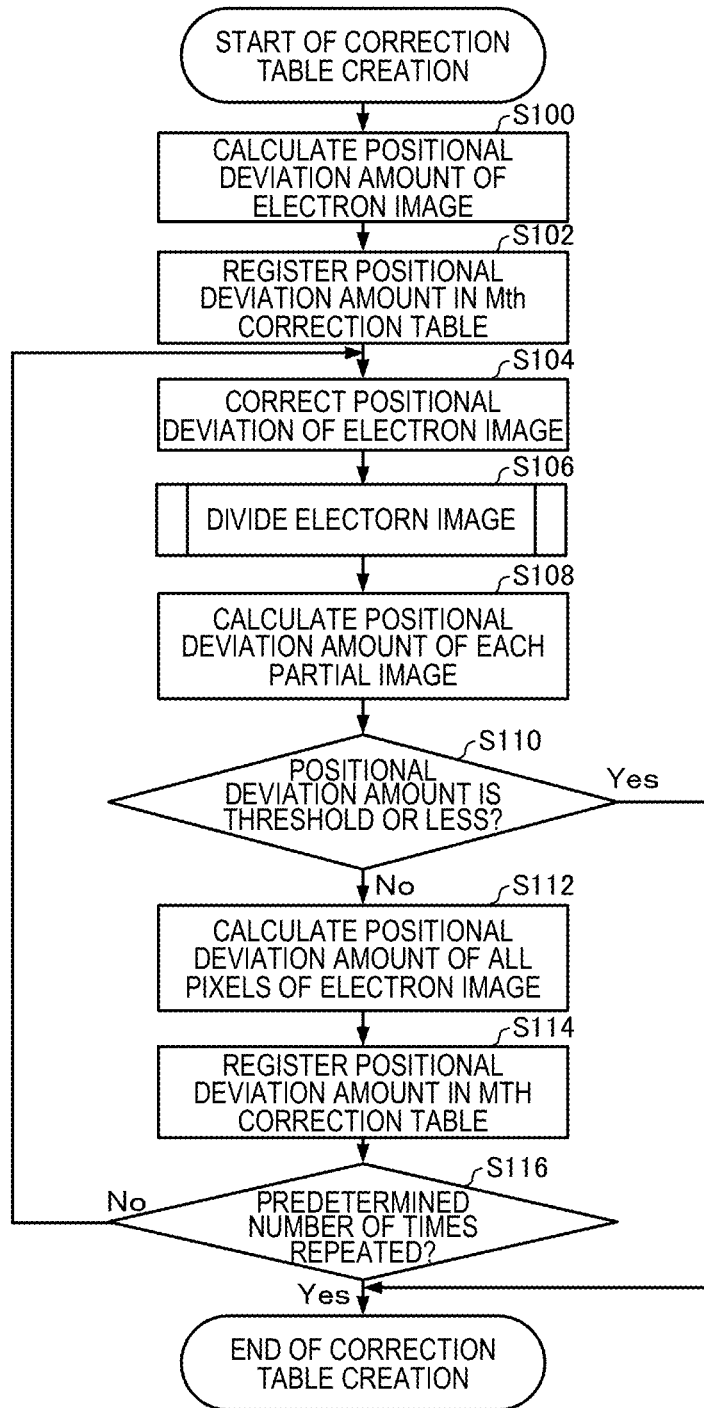 START OF CORRECTION
TABLE CREATION
S100
CALCULATE POSITIONAL
DEVIATION AMOUNT OF
ELECTRON IMAGE
S102
REGISTER POSITIONAL
DEVIATION AMOUNT IN Mth
CORRECTION TABLE
S104
CORRECT POSITIONAL
DEVIATION OF ELECTRON IMAGE
S106
DIVIDE ELECTORN IMAGE
S108
CALCULATE POSITIONAL
DEVIATION AMOUNT OF EACH
PARTIAL IMAGE
S110
POSITIONAL
DEVIATION AMOUNT IS
THRESHOLD OR LESS?
Yes
No
S112
CALCULATE POSITIONAL
DEVIATION AMOUNT OF ALL
PIXELS OF ELECTRON IMAGE
S114
REGISTER POSITIONAL
DEVIATION AMOUNT IN MTH
CORRECTION TABLE
S116
No
PREDETERMINED
NUMBER OF TIMES
REPEATED?
Yes
END OF CORRECTION
TABLE CREATION